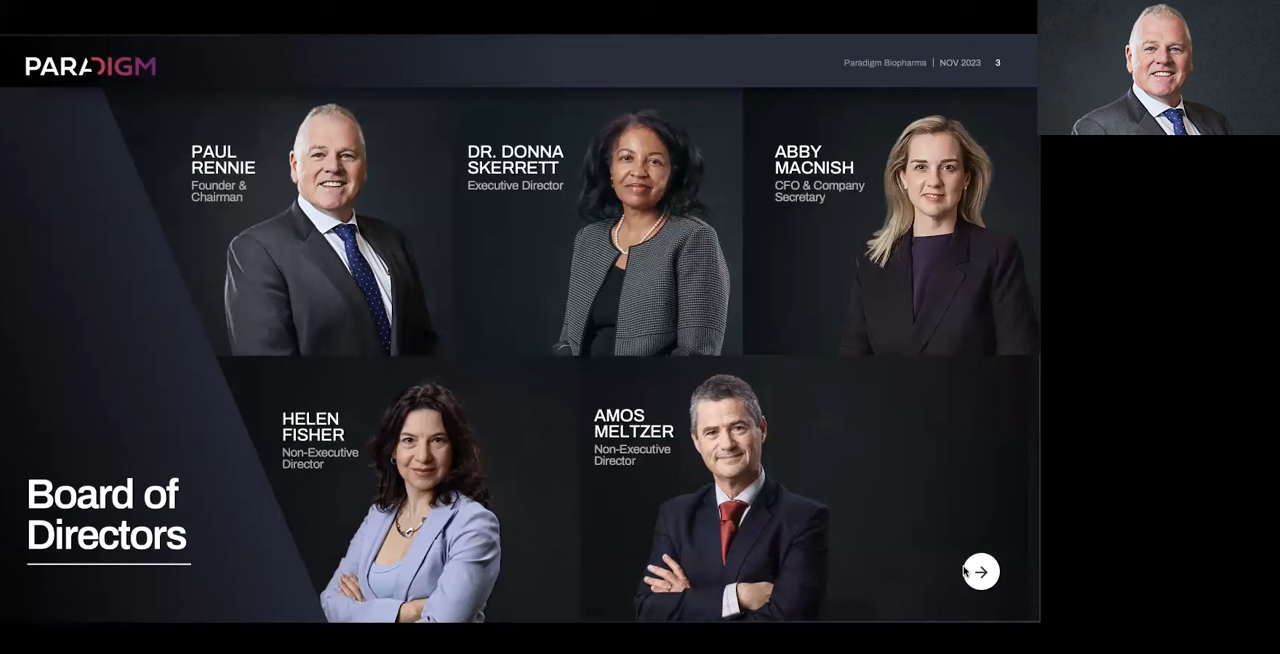 PARADIGM
Paradigm Biopharma | NOV 2023 3
PAUL
RENNIE
Founder &
Chairman
DR. DONNA
SKERRETT
Executive Director
ABBY
MACNISH
CFO & Company
Secretary
HELEN
FISHER
Non-Executive
Director
AMOS
MELTZER
Non-Executive
Director
Board of
Directors